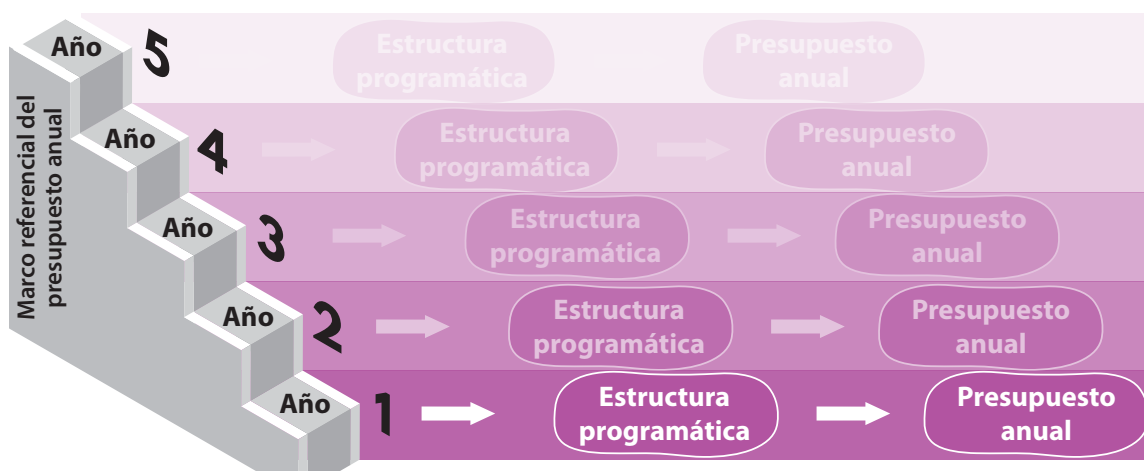 Marco referencial del
presupuesto anual
Año 5
Estructura
programática
Presupuesto
anual
Año 4
Estructura
programática
Presupuesto
anual
Año 3
Estructura
programática
Presupuesto
anual
Año 2
Estructura
programática
Presupuesto
anual
Año 1
Estructura
programática
Presupuesto
anual